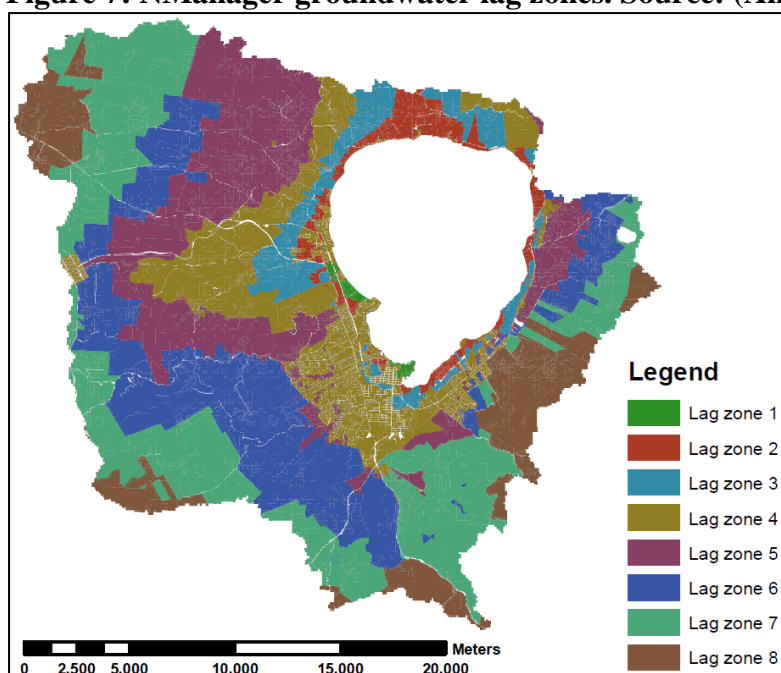 Figure 7: NManager groundwater lag zones. Source: (An
Legend
Lag zone 1
Lag zone 2
Lag zone 3
Lag zone 4
Lag zone 5
Lag zone 6
Lag zone 7
Lag zone 8
Meters
0 2,500 5,000 10,000 15,000 20,000